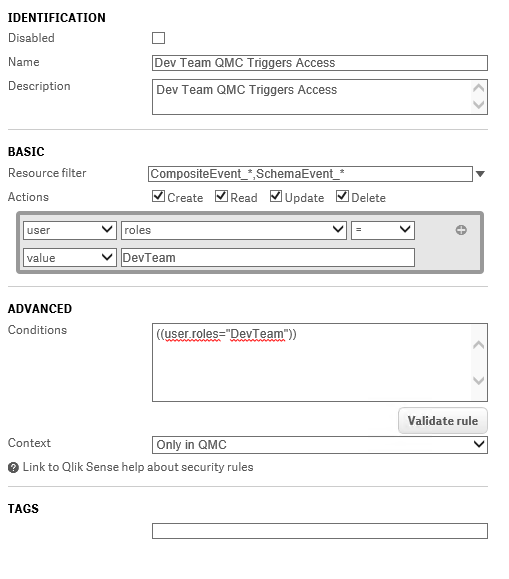 IDENTIFICATION
Disabled
Name Dev Team QMC Triggers Access
Description Dev Team QMC Triggers Access
BASIC
Resource filter CompositeEvent_*,SchemaEvent_*
Actions Create Read Update Delete
user roles =
value DevTeam
ADVANCED
Conditions ((user.roles="DevTeam"))
Validate rule
Context Only in QMC
? Link to Qlik Sense help about security rules
TAGS